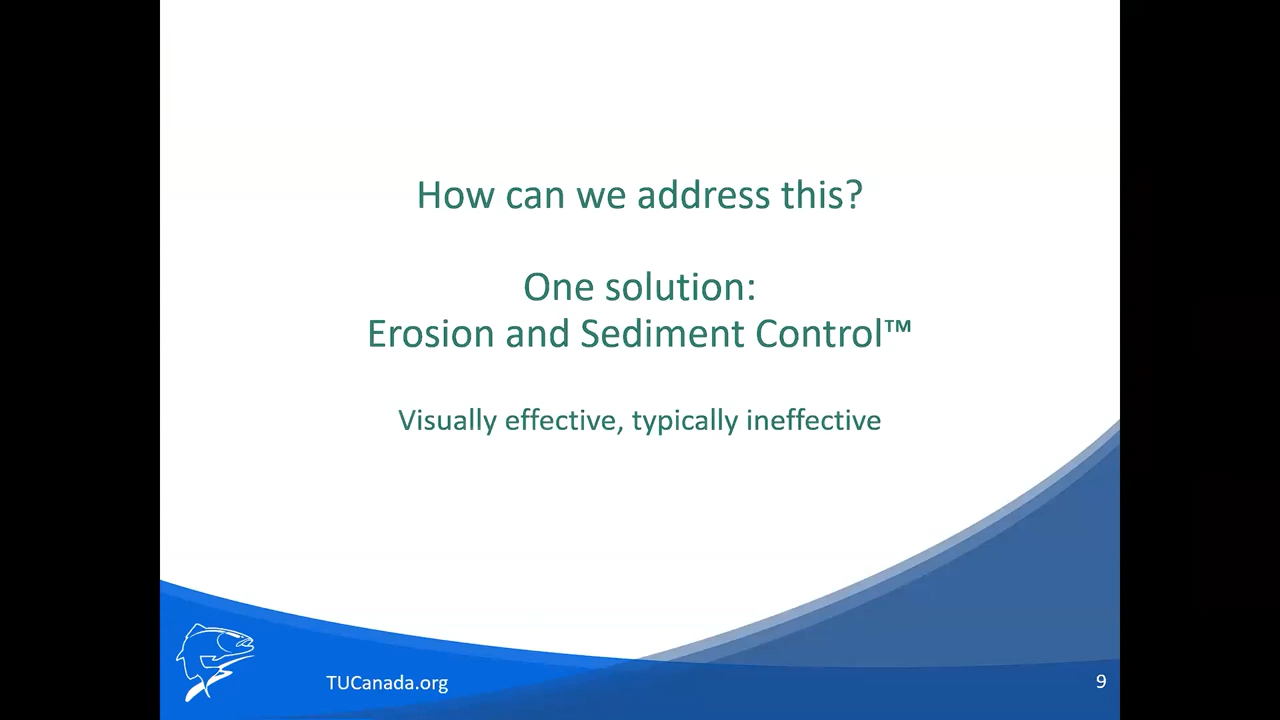 How can we address this?
One solution:
Erosion and Sediment Control™
Visually effective, typically ineffective
TUCanada.org
9